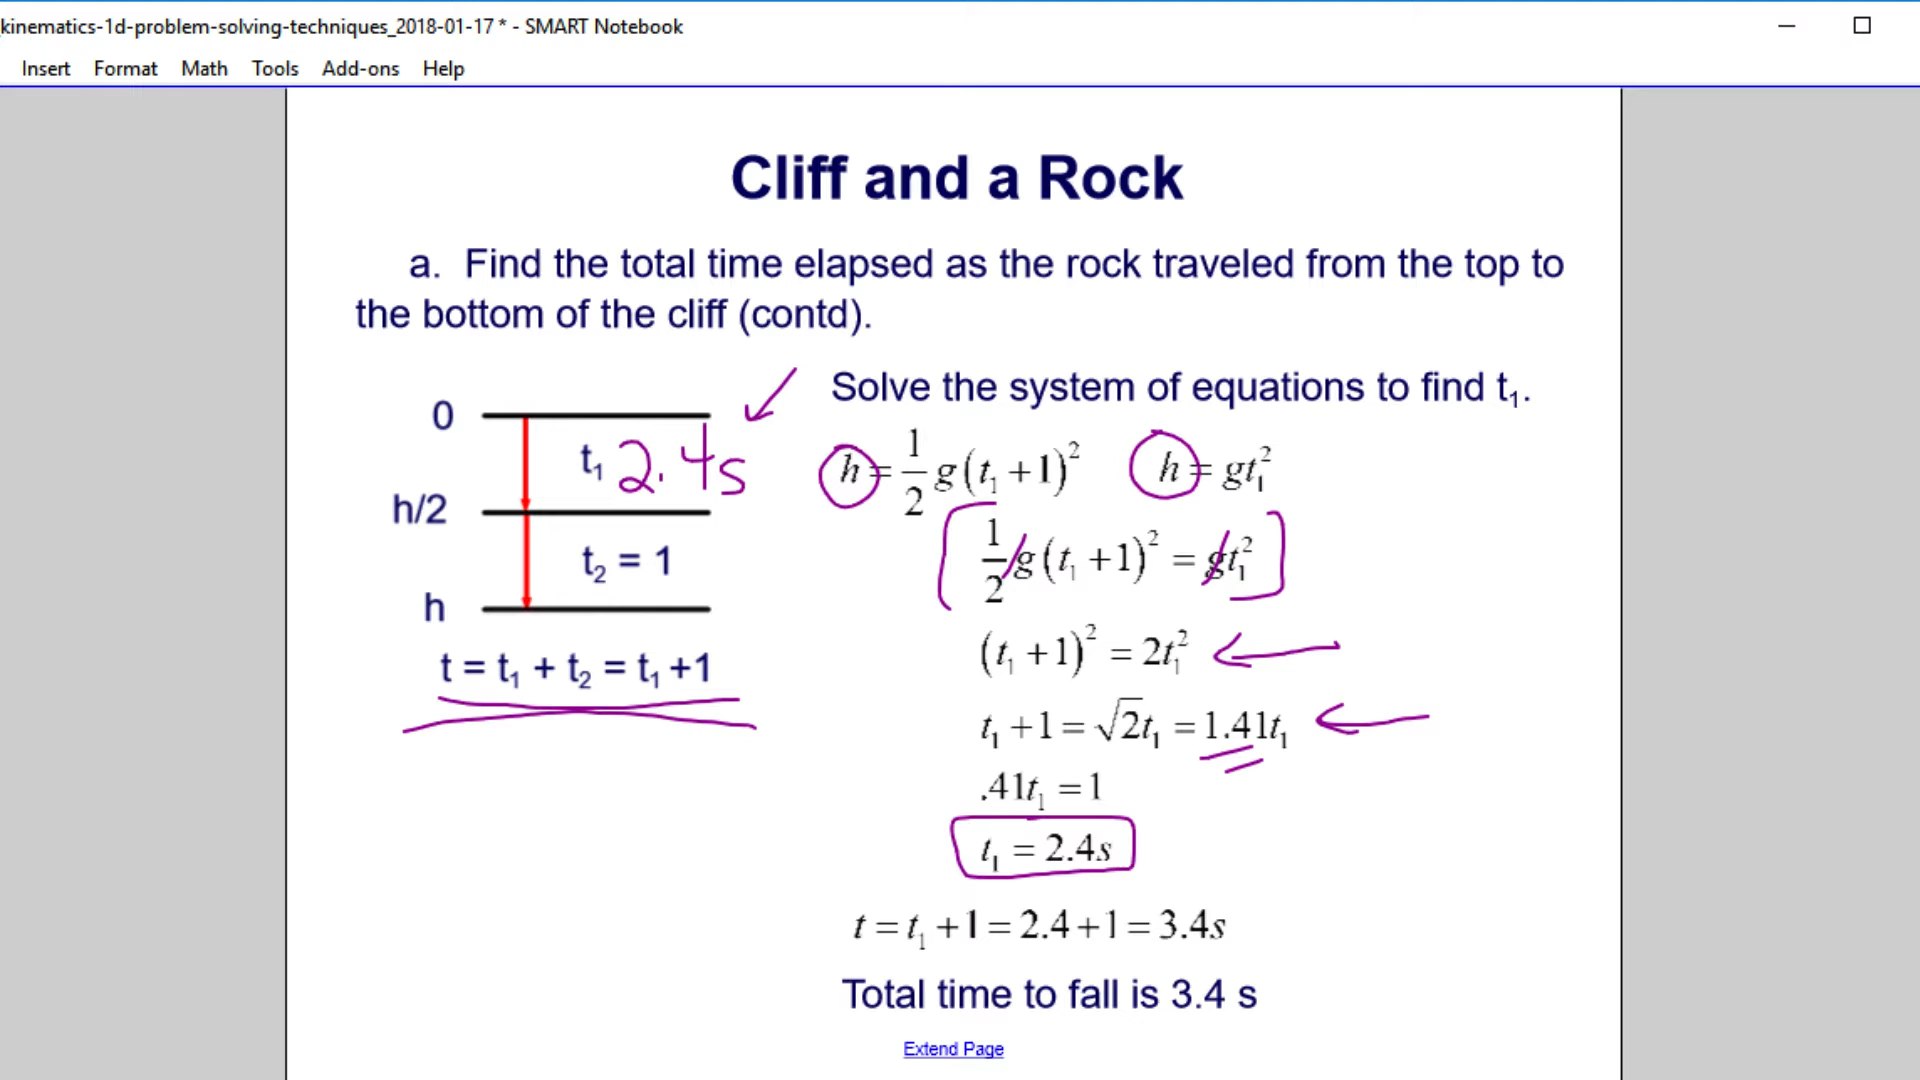 kinematics-1d-problem-solving-techniques_2018-01-17 * - SMART Notebook
Insert Format Math Tools Add-ons Help
Cliff and a Rock
a. Find the total time elapsed as the rock traveled from the top to
the bottom of the cliff (contd).
Solve the system of equations to find t₁.
0
t₁ 2.4s
h/2
t₂ = 1
h
t = t₁ + t₂ = t₁ +1
h = 1/2 g(t₁ +1)² h = gt₁²
1/2 g(t₁ +1)² = gt₁²
(t₁ +1)² = 2t₁²
t₁ +1 = √2t₁ = 1.41t₁
.41t₁ = 1
t₁ = 2.4s
t = t₁ +1 = 2.4+1 = 3.4s
Total time to fall is 3.4 s
Extend Page